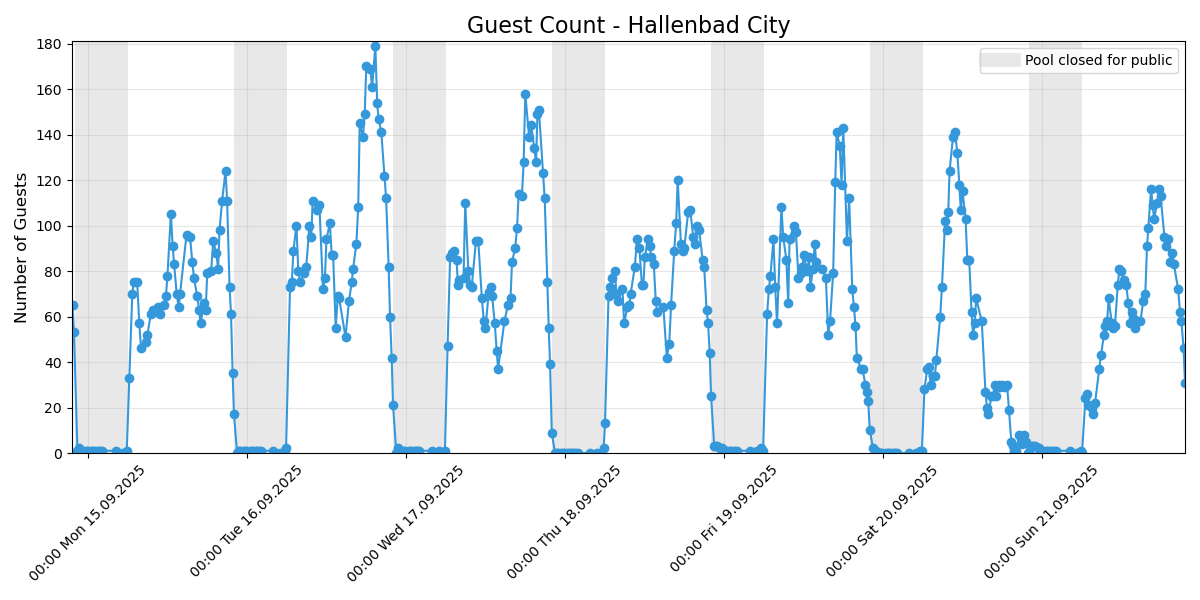 Guest Count - Hallenbad City
Pool closed for public
Number of Guests
180
160
140
120
100
80
60
40
20
0
00:00 Mon 15.09.2025
00:00 Tue 16.09.2025
00:00 Wed 17.09.2025
00:00 Thu 18.09.2025
00:00 Fri 19.09.2025
00:00 Sat 20.09.2025
00:00 Sun 21.09.2025